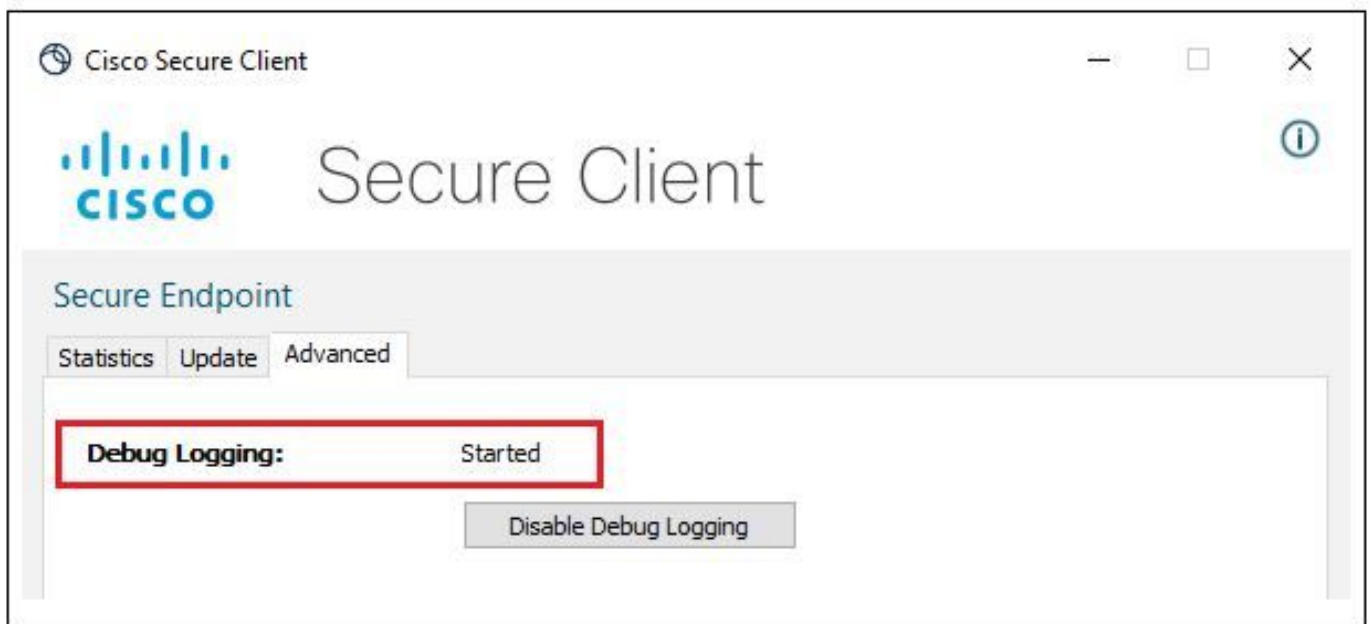 Cisco Secure Client
CISCO Secure Client
Secure Endpoint
Statistics Update Advanced
Debug Logging: Started
Disable Debug Logging